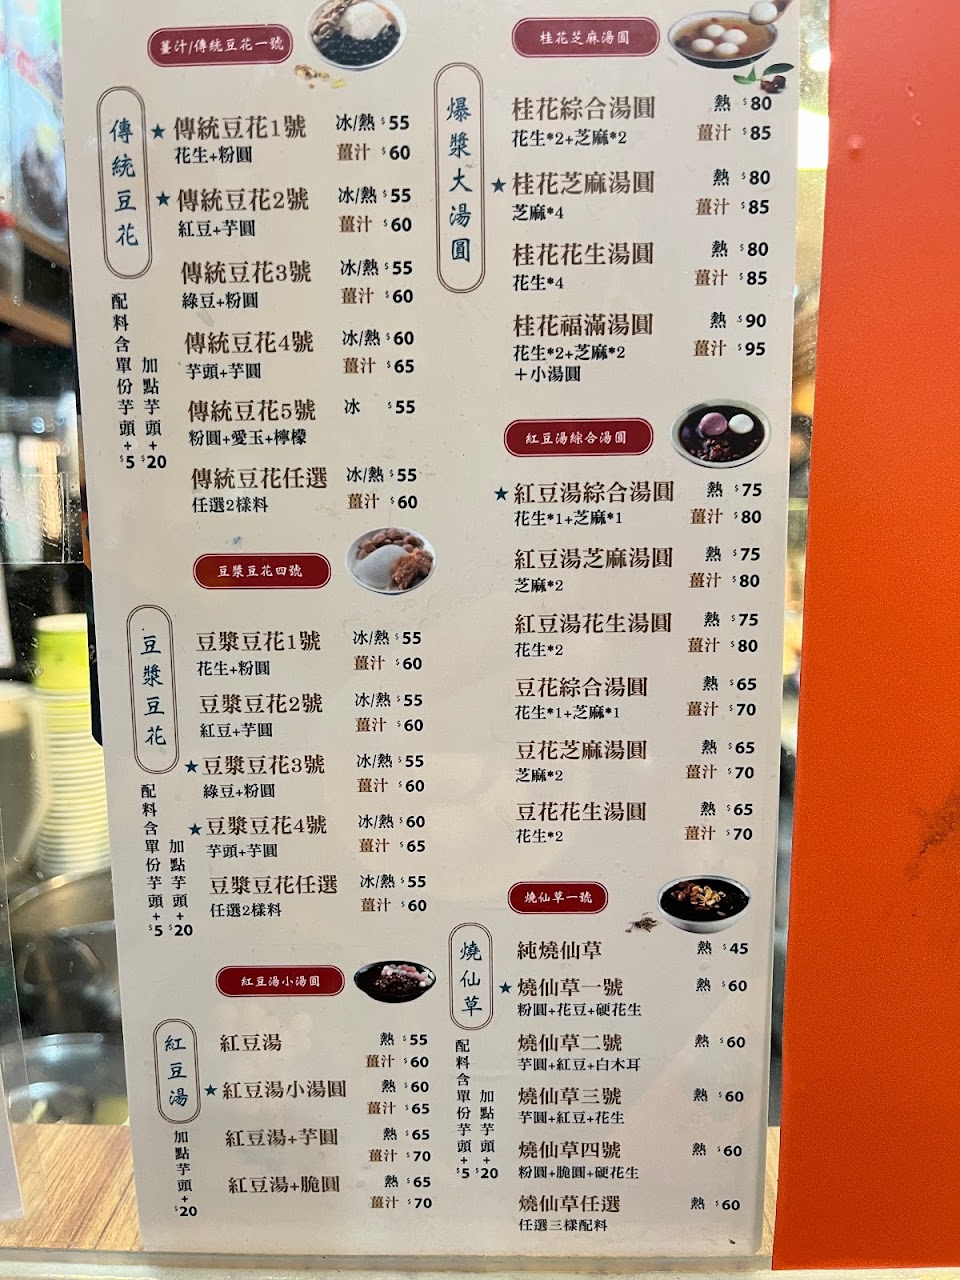 薑汁/傳統豆花一號
傳統豆花
★ 傳統豆花1號 冰/熱 $55
花生+粉圓 薑汁 $60
★ 傳統豆花2號 冰/熱 $55
紅豆+芋圓 薑汁 $60
傳統豆花3號 冰/熱 $55
綠豆+粉圓 薑汁 $60
傳統豆花4號 冰/熱 $60
芋頭+芋圓 薑汁 $65
傳統豆花5號 冰 $55
粉圓+愛玉+檸檬
傳統豆花任選 冰/熱 $55
任選2樣料 薑汁 $60
配料含單份芋頭+$5
加點芋頭+$20
豆漿豆花四號
豆漿豆花
豆漿豆花1號 冰/熱 $55
花生+粉圓 薑汁 $60
豆漿豆花2號 冰/熱 $55
紅豆+芋圓 薑汁 $60
★ 豆漿豆花3號 冰/熱 $55
綠豆+粉圓 薑汁 $60
★ 豆漿豆花4號 冰/熱 $60
芋頭+芋圓 薑汁 $65
豆漿豆花任選 冰/熱 $55
任選2樣料 薑汁 $60
配料含單份芋頭+$5
加點芋頭+$20
紅豆湯小湯圓
紅豆湯
紅豆湯 熱 $55
薑汁 $60
★ 紅豆湯小湯圓 熱 $60
薑汁 $65
紅豆湯+芋圓 熱 $65
薑汁 $70
紅豆湯+脆圓 熱 $65
薑汁 $70
加點芋頭+$20
桂花芝麻湯圓
爆漿大湯圓
桂花綜合湯圓 熱 $80
花生*2+芝麻*2 薑汁 $85
★ 桂花芝麻湯圓 熱 $80
芝麻*4 薑汁 $85
桂花花生湯圓 熱 $80
花生*4 薑汁 $85
桂花福滿湯圓 熱 $90
花生*2+芝麻*2 薑汁 $95
+小湯圓
紅豆湯綜合湯圓
★ 紅豆湯綜合湯圓 熱 $75
花生*1+芝麻*1 薑汁 $80
紅豆湯芝麻湯圓 熱 $75
芝麻*2 薑汁 $80
紅豆湯花生湯圓 熱 $75
花生*2 薑汁 $80
豆花綜合湯圓 熱 $65
花生*1+芝麻*1 薑汁 $70
豆花芝麻湯圓 熱 $65
芝麻*2 薑汁 $70
豆花花生湯圓 熱 $65
花生*2 薑汁 $70
燒仙草一號
燒仙草
純燒仙草 熱 $45
★ 燒仙草一號 熱 $60
粉圓+花豆+硬花生
燒仙草二號 熱 $60
芋圓+紅豆+白木耳
燒仙草三號 熱 $60
芋圓+紅豆+花生
燒仙草四號 熱 $60
粉圓+脆圓+硬花生
燒仙草任選 熱 $60
任選三樣配料
配料含單份芋頭+$5
加點芋頭+$20